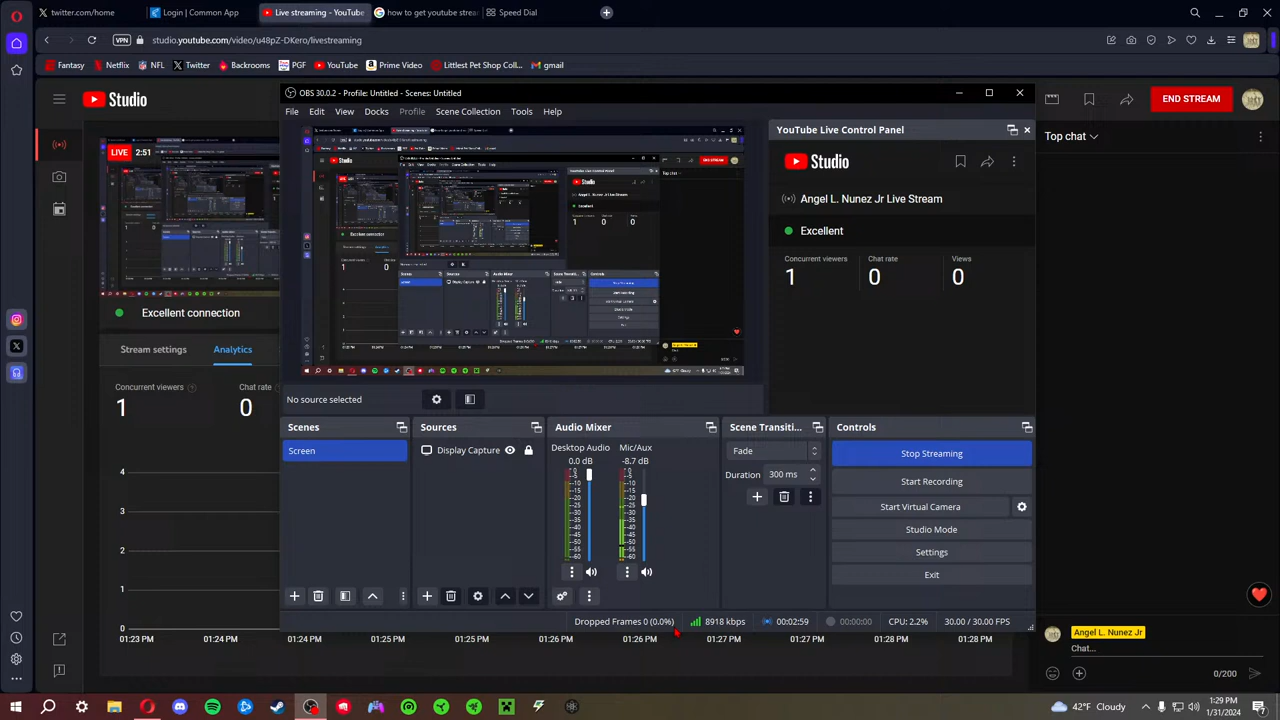 twitter.com/home
Login | Common App
Live streaming - YouTube
how to get youtube strea
Speed Dial
VPN
studio.youtube.com/video/u48pZ-DKero/livestreaming
Fantasy
Netflix
NFL
Twitter
Backrooms
PGF
YouTube
Prime Video
Littlest Pet Shop Coll...
gmail
Studio
END STREAM
OBS 30.0.2 - Profile: Untitled - Scenes: Untitled
File
Edit
View
Docks
Profile
Scene Collection
Tools
Help
YouTube Live Control Panel
Top chat
LIVE 2:51
Studio
Angel L. Nunez Jr Live Stream
Excellent
Concurrent viewers
Chat rate
Views
1
0
0
Excellent connection
Stream settings
Analytics
Concurrent viewers
Chat rate
1
0
4
3
2
1
0
No source selected
Scenes
Sources
Audio Mixer
Scene Transiti...
Controls
Screen
Display Capture
Desktop Audio
0.0 dB
Mic/Aux
-8.7 dB
Fade
Duration
300 ms
Stop Streaming
Start Recording
Start Virtual Camera
Studio Mode
Settings
Exit
Dropped Frames 0 (0.0%)
8918 kbps
00:02:59
00:00:00
CPU: 2.2%
30.00 / 30.00 FPS
01:23 PM
01:24 PM
01:24 PM
01:25 PM
01:26 PM
01:26 PM
01:27 PM
01:28 PM
01:28 PM
Angel L. Nunez Jr
Chat...
0/200
42°F Cloudy
1:29 PM
1/31/2024